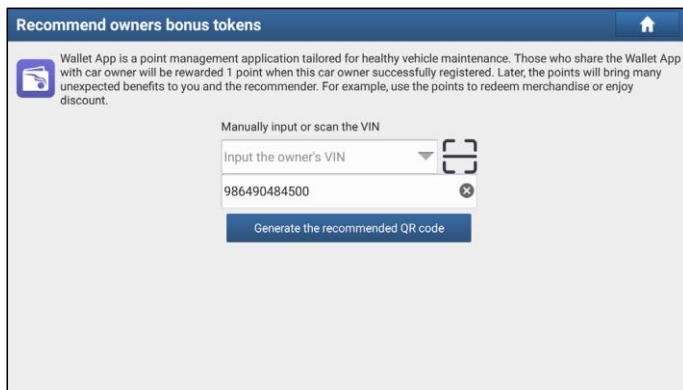 Recommend owners bonus tokens
Wallet App is a point management application tailored for healthy vehicle maintenance. Those who share the Wallet App
with car owner will be rewarded 1 point when this car owner successfully registered. Later, the points will bring many
unexpected benefits to you and the recommender. For example, use the points to redeem merchandise or enjoy
discount.
Manually input or scan the VIN
Input the owner's VIN
986490484500
Generate the recommended QR code